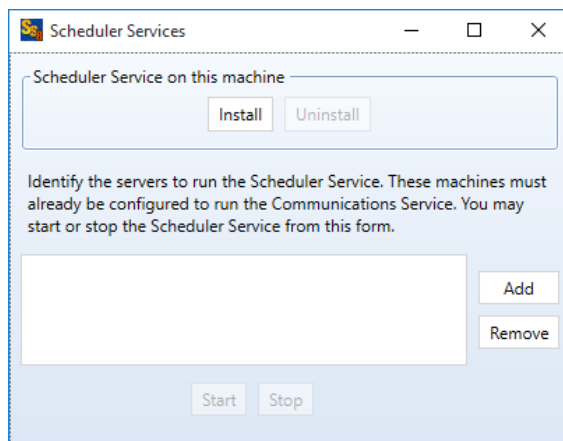 Scheduler Services
Scheduler Service on this machine
Install Uninstall
Identify the servers to run the Scheduler Service. These machines must
already be configured to run the Communications Service. You may
start or stop the Scheduler Service from this form.
Add
Remove
Start Stop